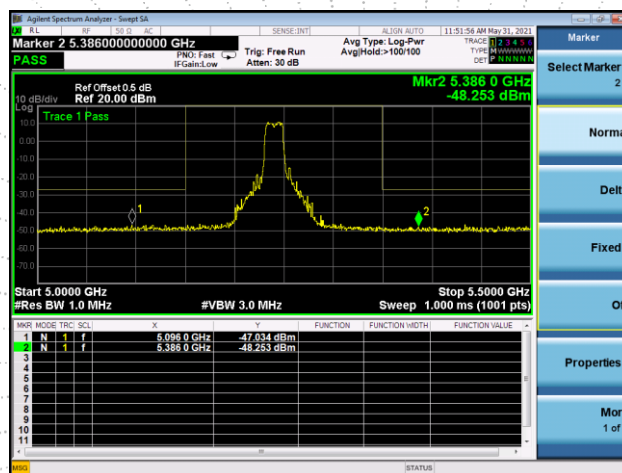 Agilent Spectrum Analyzer - Swept SA
RL RF 50 Ω AC SENSE:INT ALIGN AUTO 11:51:56 AM May 31, 2021
Marker 2 5.386000000000 GHz
PASS
PNO: Fast
IFGain:Low
Trig: Free Run
Atten: 30 dB
Avg Type: Log-Pwr
Avg|Hold:>100/100
TRACE 1 2 3 4 5 6
TYPE M
DET P N N N N N
Ref Offset 0.5 dB
Ref 20.00 dBm
10 dB/div
Log
Mkr2 5.386 0 GHz
-48.253 dBm
Trace 1 Pass
10.0
0.00
-10.0
-20.0
-30.0
-40.0
-50.0
-60.0
-70.0
1
2
Start 5.0000 GHz
Stop 5.5000 GHz
#Res BW 1.0 MHz
#VBW 3.0 MHz
Sweep 1.000 ms (1001 pts)
MKR MODE TRC SCL X Y FUNCTION FUNCTION WIDTH FUNCTION VALUE
1 N 1 f 5.096 0 GHz -47.034 dBm
2 N 1 f 5.386 0 GHz -48.253 dBm
3
4
5
6
7
8
9
10
11
MSG
STATUS
Marker
Select Marker
2
Norma
Delt
Fixed
Of
Properties
Mor
1 of